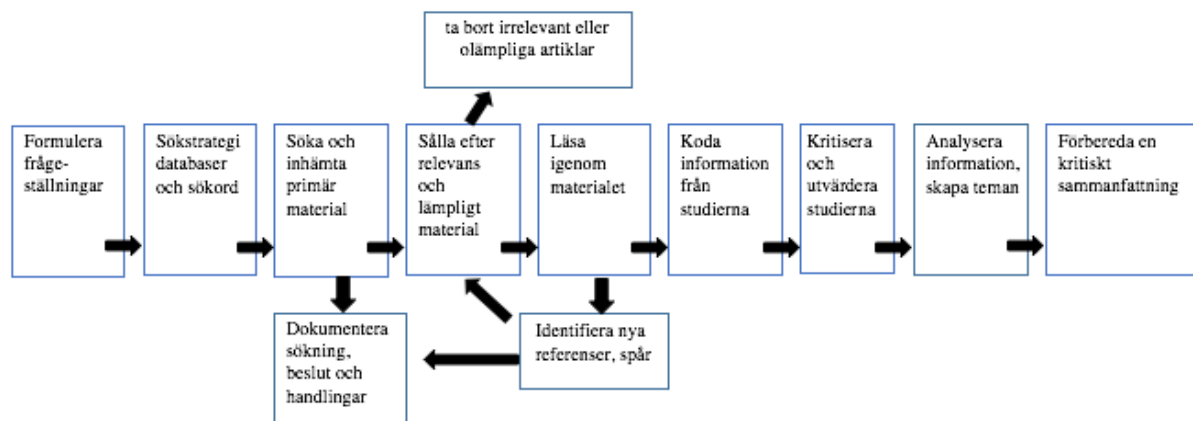 ta bort irrelevant eller
olämpliga artiklar
Formulera
fråge-
ställningar
Sökstrategi
databaser
och sökord
Söka och
inhämta
primär
material
Sålla efter
relevans
och
lämpligt
material
Läsa
igenom
materialet
Koda
information
från
studierna
Kritisera
och
utvärdera
studierna
Analysera
information,
skapa teman
Förbereda en
kritiskt
sammanfattning
Dokumentera
sökning,
beslut och
handlingar
Identifiera nya
referenser, spår